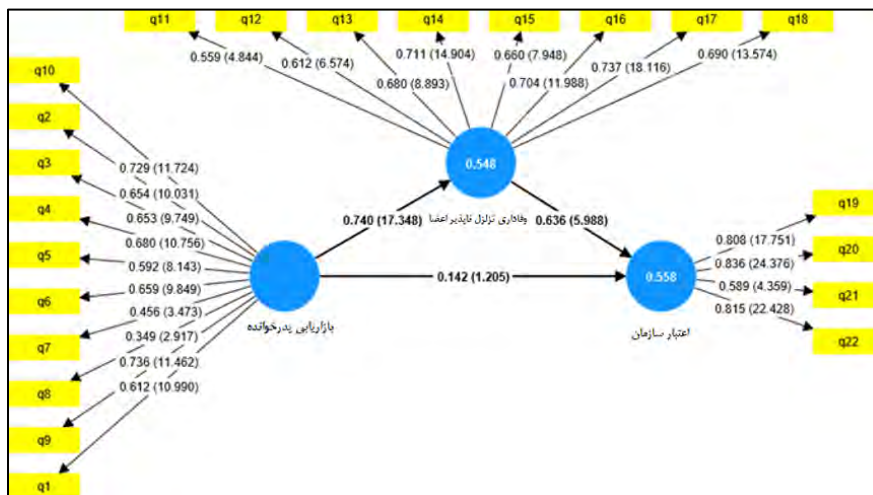 q11
q12
q13
q14
q15
q16
q17
q18
0.559 (4.844)
0.612 (6.574)
0.680 (8.893)
0.711 (14.904)
0.660 (7.948)
0.704 (11.988)
0.737 (18.116)
0.690 (13.574)
q10
q2
q3
q4
q5
q6
q7
q8
q9
q1
0.729 (11.724)
0.654 (10.031)
0.653 (9.749)
0.680 (10.756)
0.592 (8.143)
0.659 (9.849)
0.456 (3.473)
0.349 (2.917)
0.736 (11.462)
0.612 (10.990)
0.548
وفاداری تزلزل ناپذیر اعضا
0.740 (17.348)
0.636 (5.988)
0.142 (1.205)
بازاریابی پدرخوانده
0.558
اعتبار سازمان
0.808 (17.751)
0.836 (24.376)
0.589 (4.359)
0.815 (22.428)
q19
q20
q21
q22